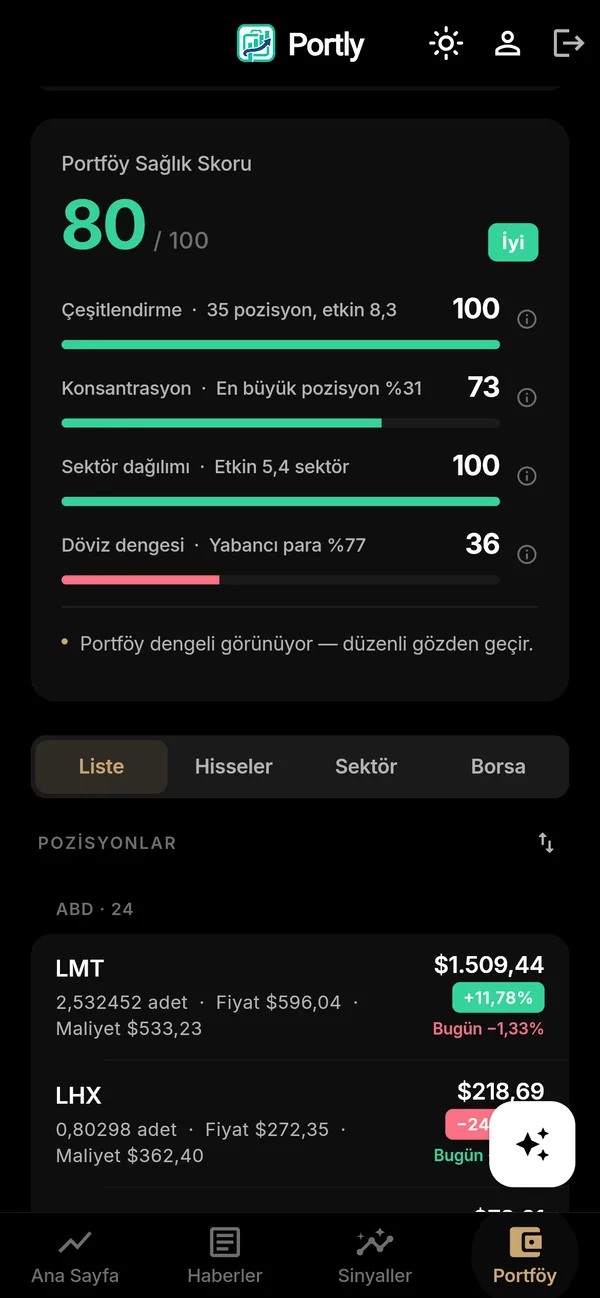 Portly
Portföy Sağlık Skoru
80 / 100
İyi
Çeşitlendirme · 35 pozisyon, etkin 8,3 100
Konsantrasyon · En büyük pozisyon %31 73
Sektör dağılımı · Etkin 5,4 sektör 100
Döviz dengesi · Yabancı para %77 36
• Portföy dengeli görünüyor — düzenli gözden geçir.
Liste Hisseler Sektör Borsa
POZİSYONLAR
ABD · 24
LMT $1.509,44
2,532452 adet · Fiyat $596,04 · +11,78%
Maliyet $533,23 Bugün −1,33%
LHX $218,69
0,80298 adet · Fiyat $272,35 · −24
Maliyet $362,40 Bugün
Ana Sayfa Haberler Sinyaller Portföy